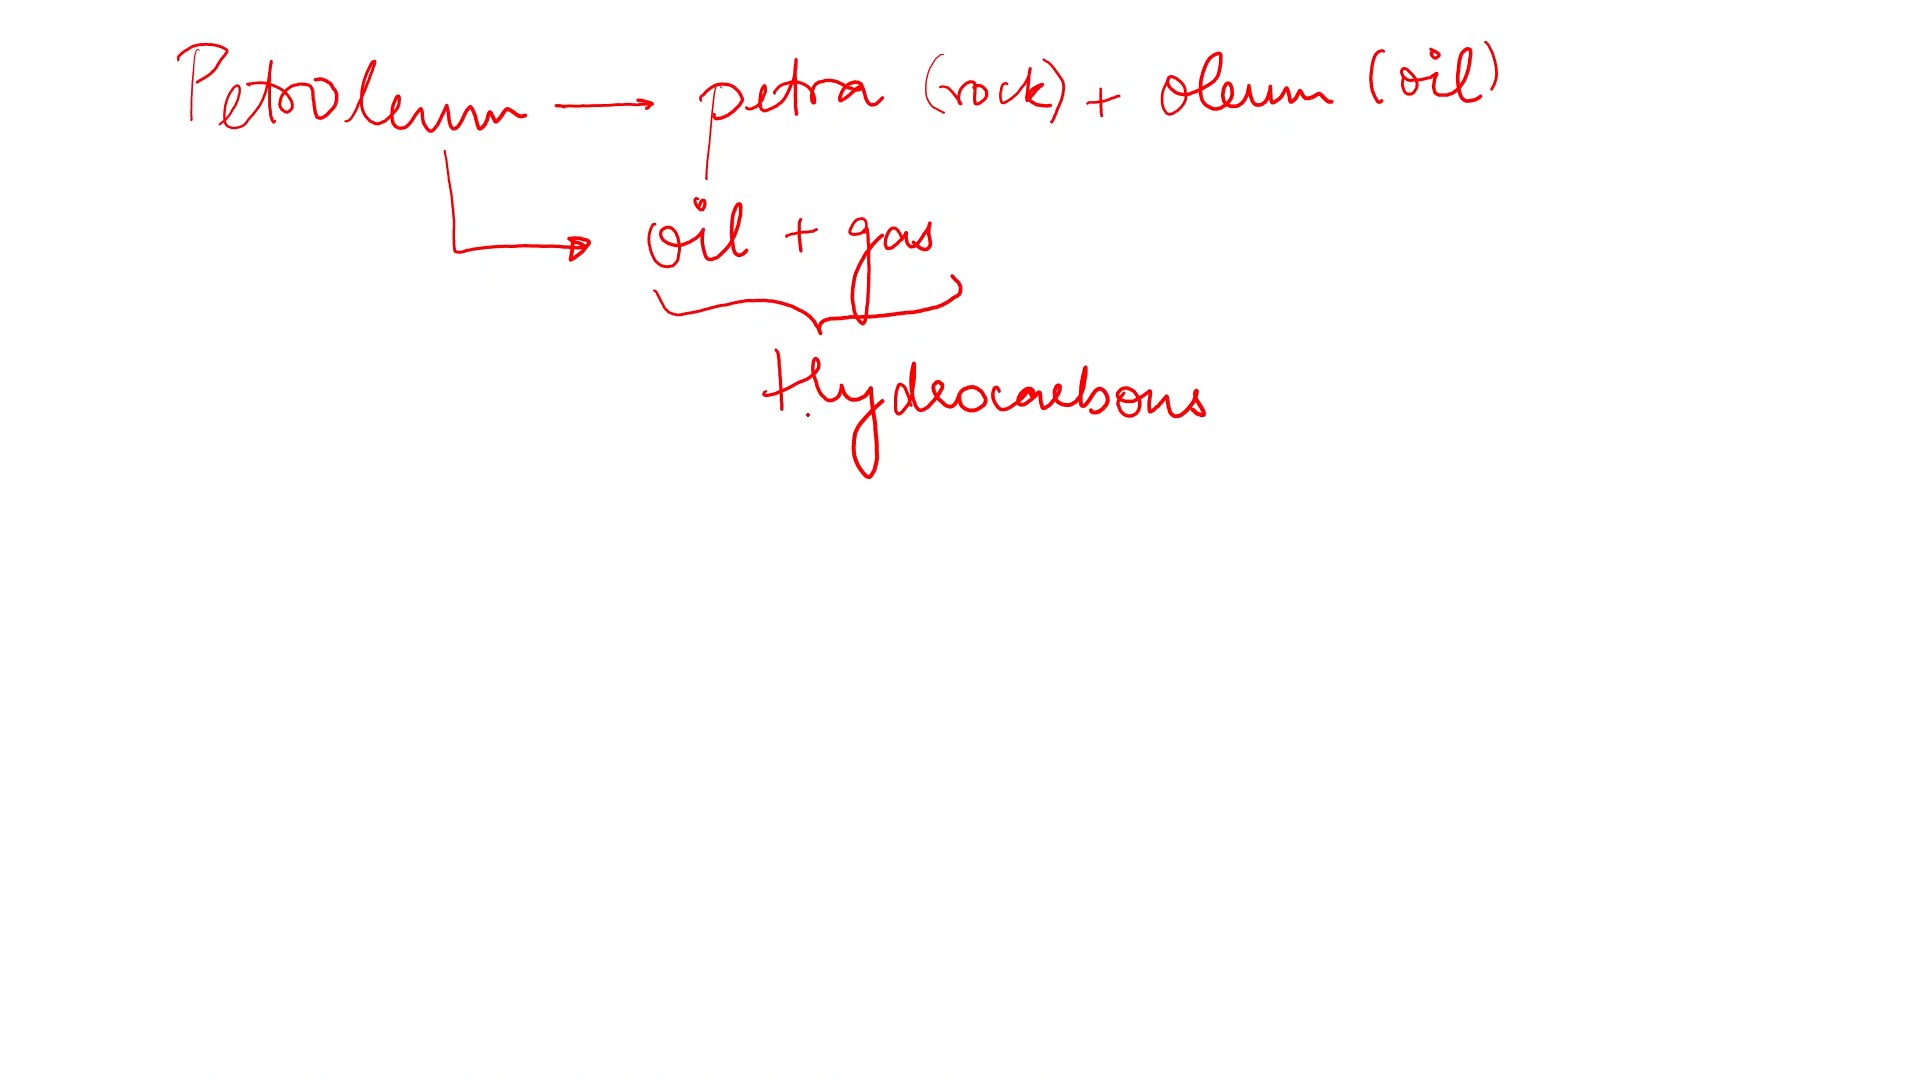 Petroleum → petra (rock) + oleum (oil)
oil + gas
Hydrocarbons